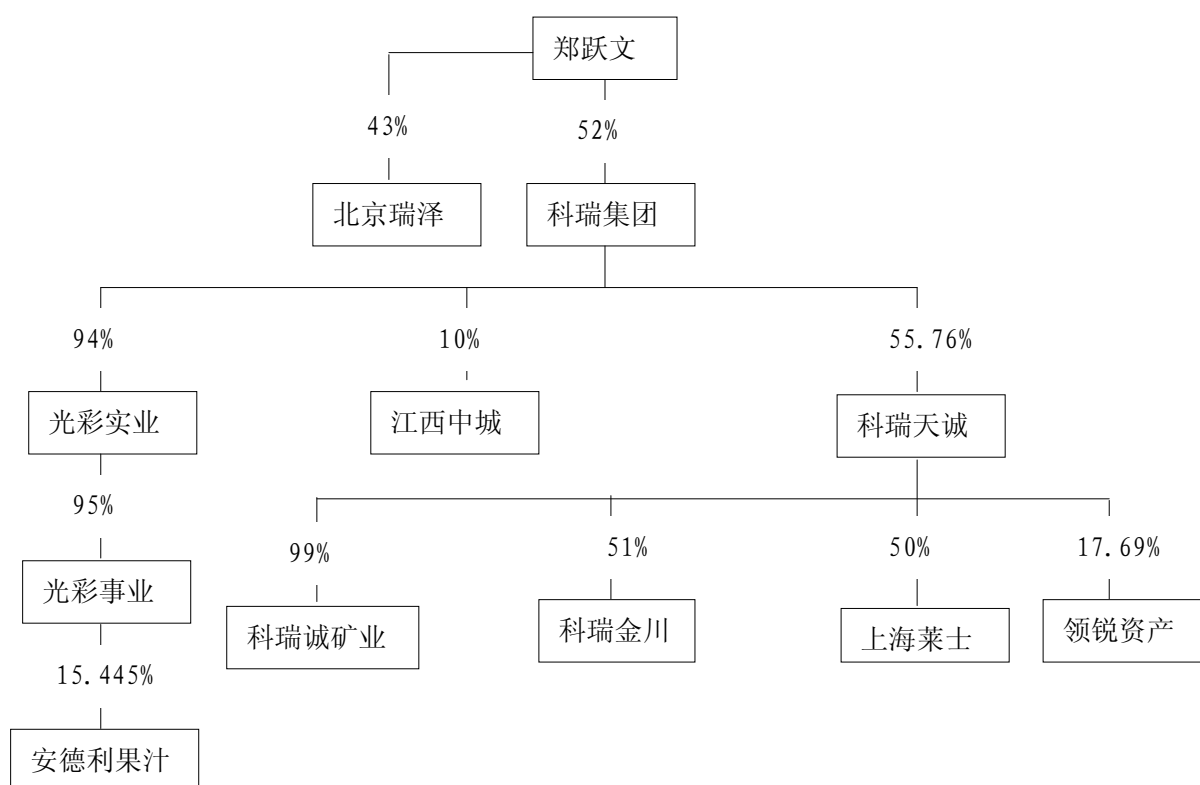 郑跃文
43%
52%
北京瑞泽
科瑞集团
94%
10%
55.76%
光彩实业
江西中城
科瑞天诚
95%
99%
51%
50%
17.69%
光彩事业
科瑞诚矿业
科瑞金川
上海莱士
领锐资产
15.445%
安德利果汁